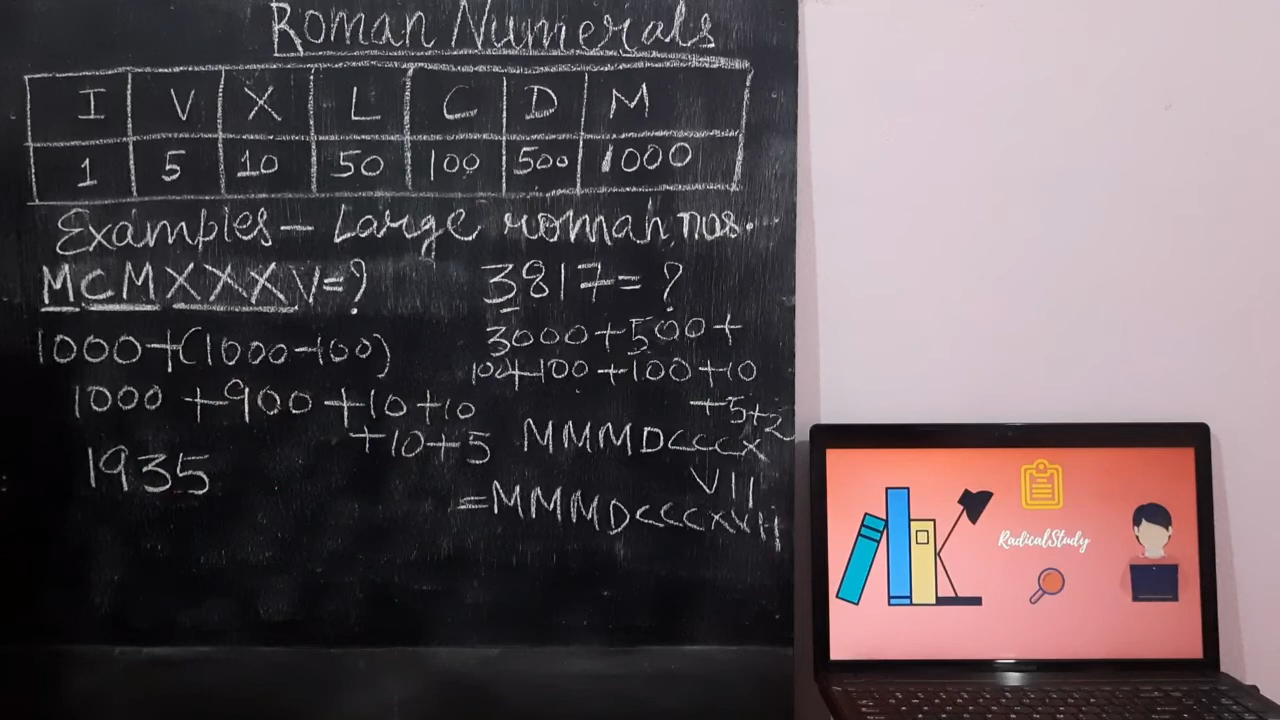 Roman Numerals
I V X L C D M
1 5 10 50 100 500 1000
Examples – Large roman nos.
MCMXXXV=?
1000+(1000-100)
1000 +900 +10 +10
+10+5
1935
3817=?
3000+500+
100+100 +100 +10
+5+2
MMMDCCCX
VII
=MMMDCCCXVII
RadicalStudy